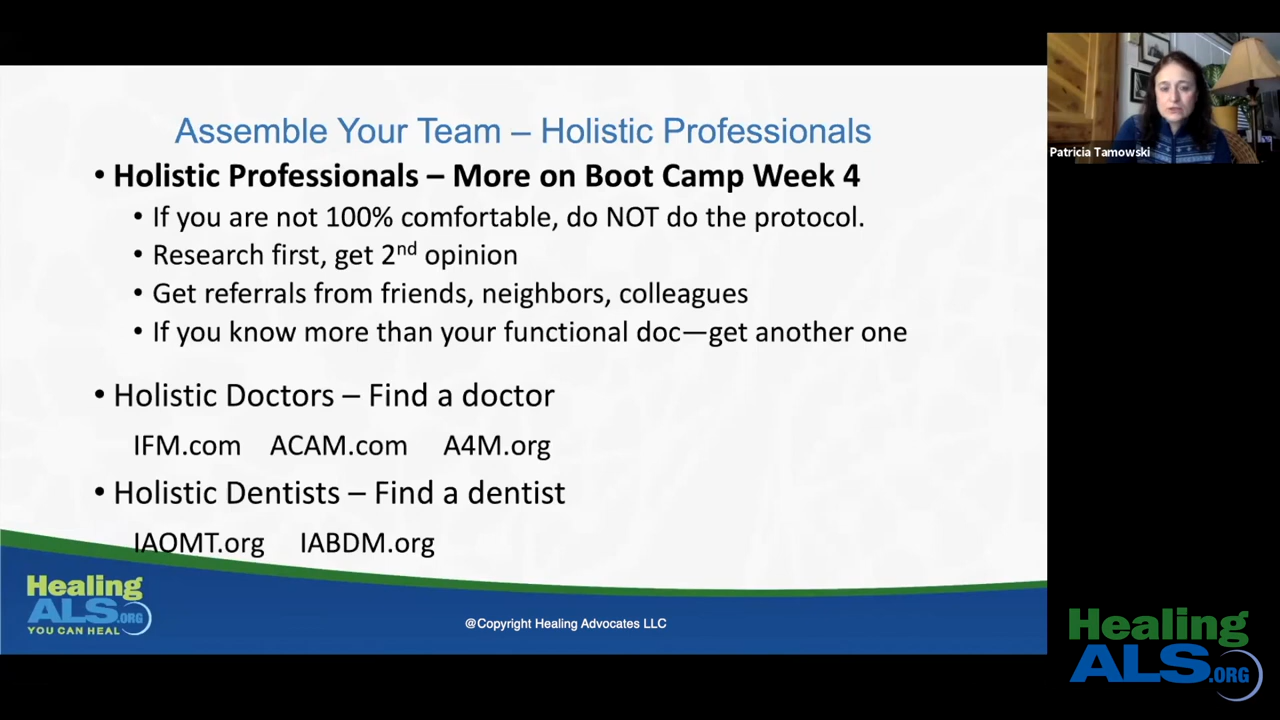 Assemble Your Team – Holistic Professionals
• Holistic Professionals – More on Boot Camp Week 4
• If you are not 100% comfortable, do NOT do the protocol.
• Research first, get 2nd opinion
• Get referrals from friends, neighbors, colleagues
• If you know more than your functional doc—get another one
• Holistic Doctors – Find a doctor
IFM.com ACAM.com A4M.org
• Holistic Dentists – Find a dentist
IAOMT.org IABDM.org
Healing
ALS.ORG
YOU CAN HEAL
@Copyright Healing Advocates LLC
Patricia Tamowski
Healing
ALS.ORG